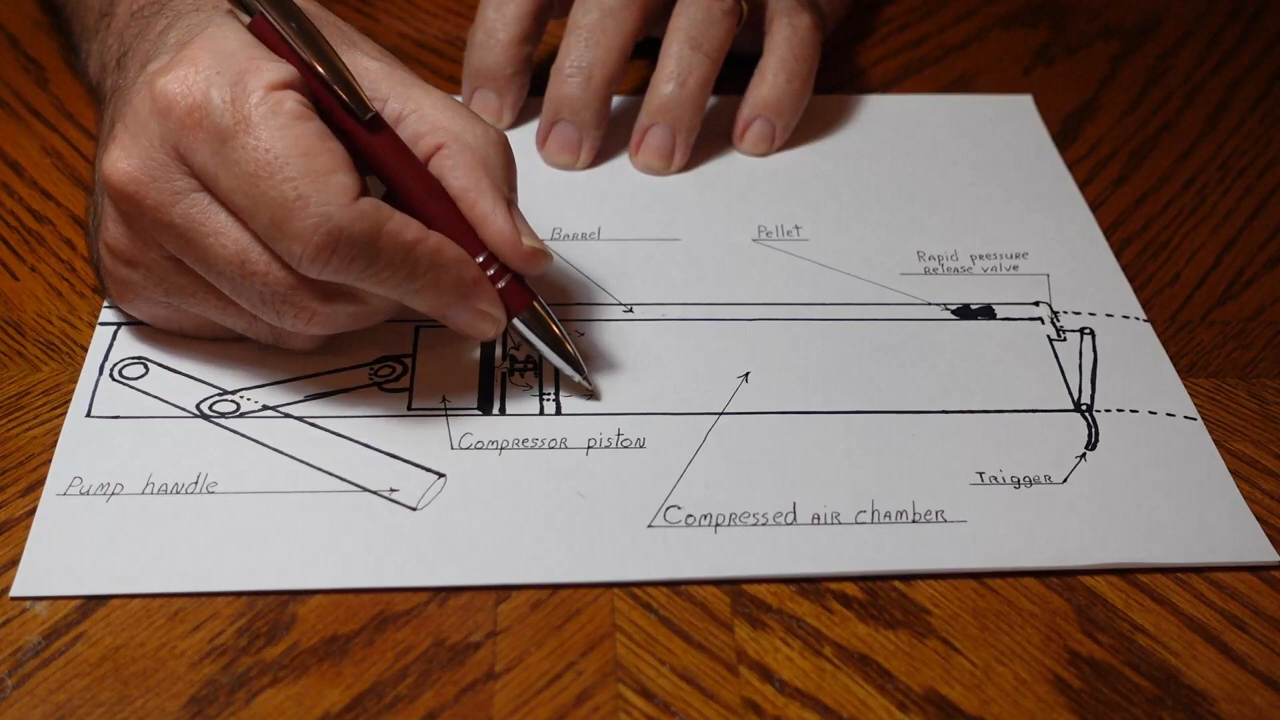 Barrel
Pellet
Rapid pressure
release valve
Compressor piston
Pump handle
Trigger
Compressed air chamber